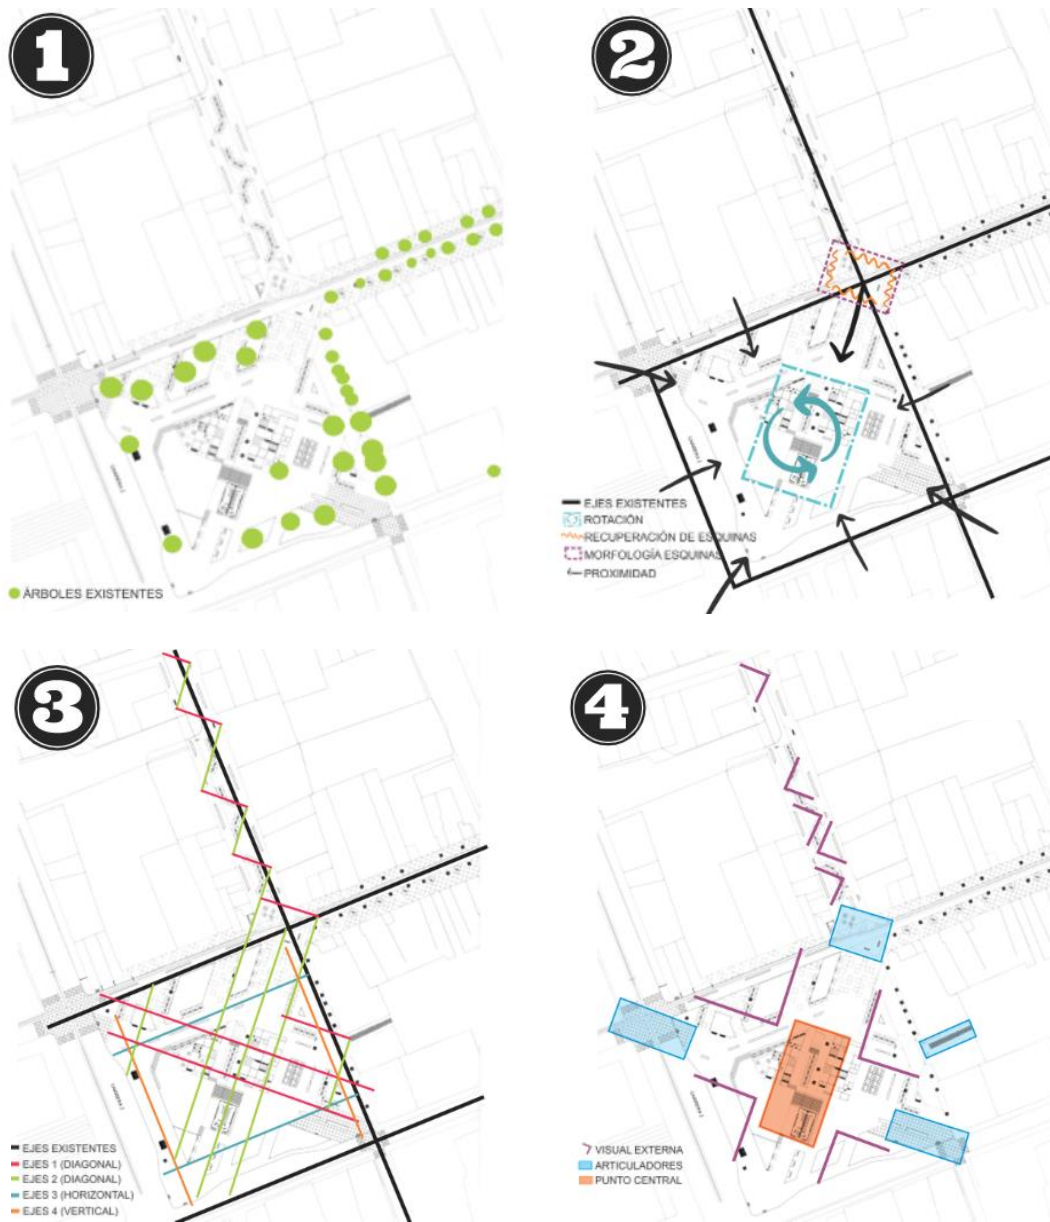 1
ÁRBOLES EXISTENTES
2
EJES EXISTENTES
ROTACIÓN
RECUPERACIÓN DE ESQUINAS
MORFOLOGÍA ESQUINAS
PROXIMIDAD
3
EJES EXISTENTES
EJES 1 (DIAGONAL)
EJES 2 (DIAGONAL)
EJES 3 (HORIZONTAL)
EJES 4 (VERTICAL)
4
VISUAL EXTERNA
ARTICULADORES
PUNTO CENTRAL